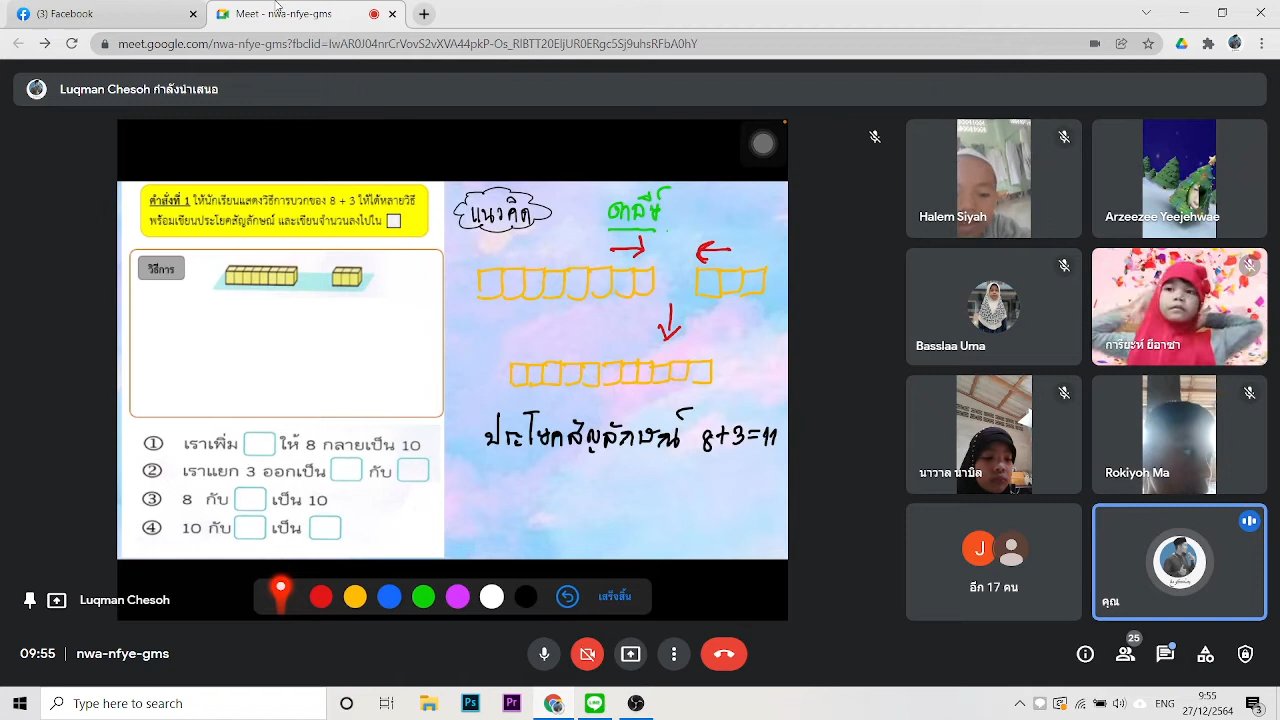 (3) Facebook
Meet - nwa-nfye-gms
meet.google.com/nwa-nfye-gms?fbclid=IwAR0J04nrCrVovS2vXVA44pLP-Os_RlBTT20EljUR0ERgc5Sj9uhsRFbA0hY
Luqman Chesoh กำลังนำเสนอ
คำสั่งที่ 1 ให้นักเรียนแสดงวิธีการบวกของ 8 + 3 ให้ได้หลายวิธี
พร้อมเขียนประโยคสัญลักษณ์ และเขียนจำนวนลงไปใน
วิธีการ
① เราเพิ่ม ให้ 8 กลายเป็น 10
② เราแยก 3 ออกเป็น กับ
③ 8 กับ เป็น 10
④ 10 กับ เป็น
แนวคิด
ดาลีย์
ประโยคสัญลักษณ์ 8+3=11
Halem Siyah
Arzeezee Yeejehwae
Basslaa Uma
การียะห์ ยือาซา
นาวาล นามิล
Rokiyoh Ma
J
อีก 17 คน
คุณ
Luqman Chesoh
เสร็จสิ้น
09:55 nwa-nfye-gms
25
Type here to search
Ps
Pr
LINE
ENG
9:55
27/12/2564
3